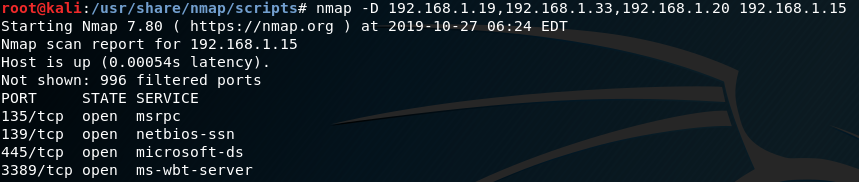 root@kali:/usr/share/nmap/scripts# nmap -D 192.168.1.19,192.168.1.33,192.168.1.20 192.168.1.15
Starting Nmap 7.80 ( https://nmap.org ) at 2019-10-27 06:24 EDT
Nmap scan report for 192.168.1.15
Host is up (0.00054s latency).
Not shown: 996 filtered ports
PORT     STATE SERVICE
135/tcp  open  msrpc
139/tcp  open  netbios-ssn
445/tcp  open  microsoft-ds
3389/tcp open  ms-wbt-server